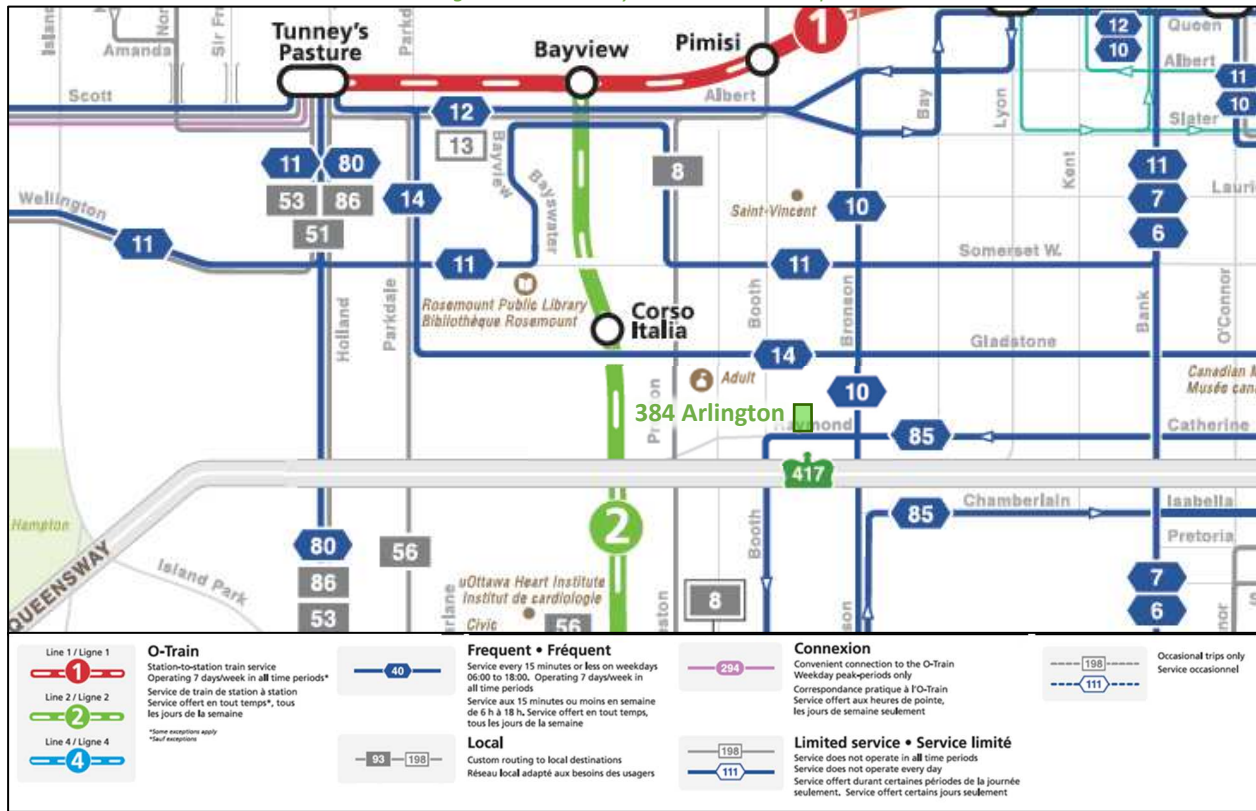 Tunney's
Pasture
Bayview
Pimisi
1
12
10
Queen
Amanda
Scott
12
13
Albert
Bay
Lyon
Albert
11
10
Slater
11
80
53
86
51
14
Bayview
Bayswater
8
Saint-Vincent
10
Kent
11
7
6
Wellington
11
11
11
Somerset W.
Rosemount Public Library
Bibliothèque Rosemount
Corso
Italia
Holland
Parkdale
Booth
Bronson
Bank
O'Connor
14
Gladstone
Adult
10
384 Arlington
85
Catherine
417
2
Chamberlain
Isabella
85
Pretoria
Hampton
QUEENSWAY
Island Park
80
86
53
56
uOttawa Heart Institute
Institut de cardiologie
Civic
56
8
Booth
7
6
Line 1 / Ligne 1
1
Line 2 / Ligne 2
2
Line 4 / Ligne 4
4
O-Train
Station-to-station train service
Operating 7 days/week in all time periods*
Service de train de station à station
Service offert en tout temps*, tous
les jours de la semaine
*Some exceptions apply
*Sauf exceptions
40
Frequent • Fréquent
Service every 15 minutes or less on weekdays
06:00 to 18:00. Operating 7 days/week in
all time periods
Service aux 15 minutes ou moins en semaine
de 6 h à 18 h. Service offert en tout temps,
tous les jours de la semaine
93
198
Local
Custom routing to local destinations
Réseau local adapté aux besoins des usagers
294
Connexion
Convenient connection to the O-Train
Weekday peak-periods only
Correspondance pratique à l'O-Train
Service offert aux heures de pointe,
les jours de semaine seulement
198
111
Limited service • Service limité
Service does not operate in all time periods
Service does not operate every day
Service offert durant certaines périodes de la journée
seulement. Service offert certains jours seulement
198
111
Occasional trips only
Service occasionnel